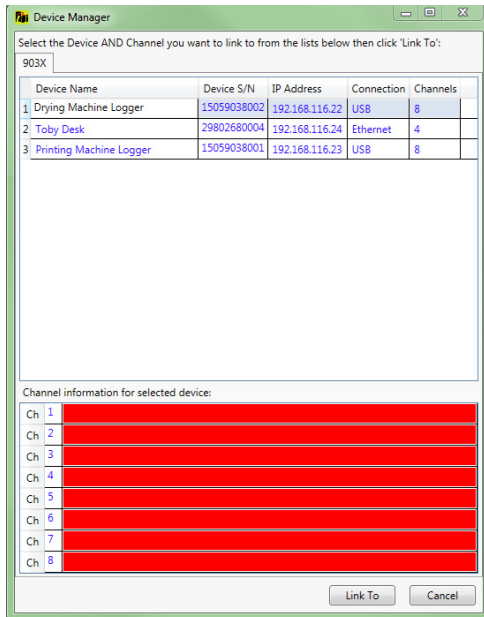 Device Manager
Select the Device AND Channel you want to link to from the lists below then click 'Link To':
903X
Device Name Device S/N IP Address Connection Channels
1 Drying Machine Logger 15059038002 192.168.116.22 USB 8
2 Toby Desk 29802680004 192.168.116.24 Ethernet 4
3 Printing Machine Logger 15059038001 192.168.116.23 USB 8
Channel information for selected device:
Ch 1
Ch 2
Ch 3
Ch 4
Ch 5
Ch 6
Ch 7
Ch 8
Link To Cancel